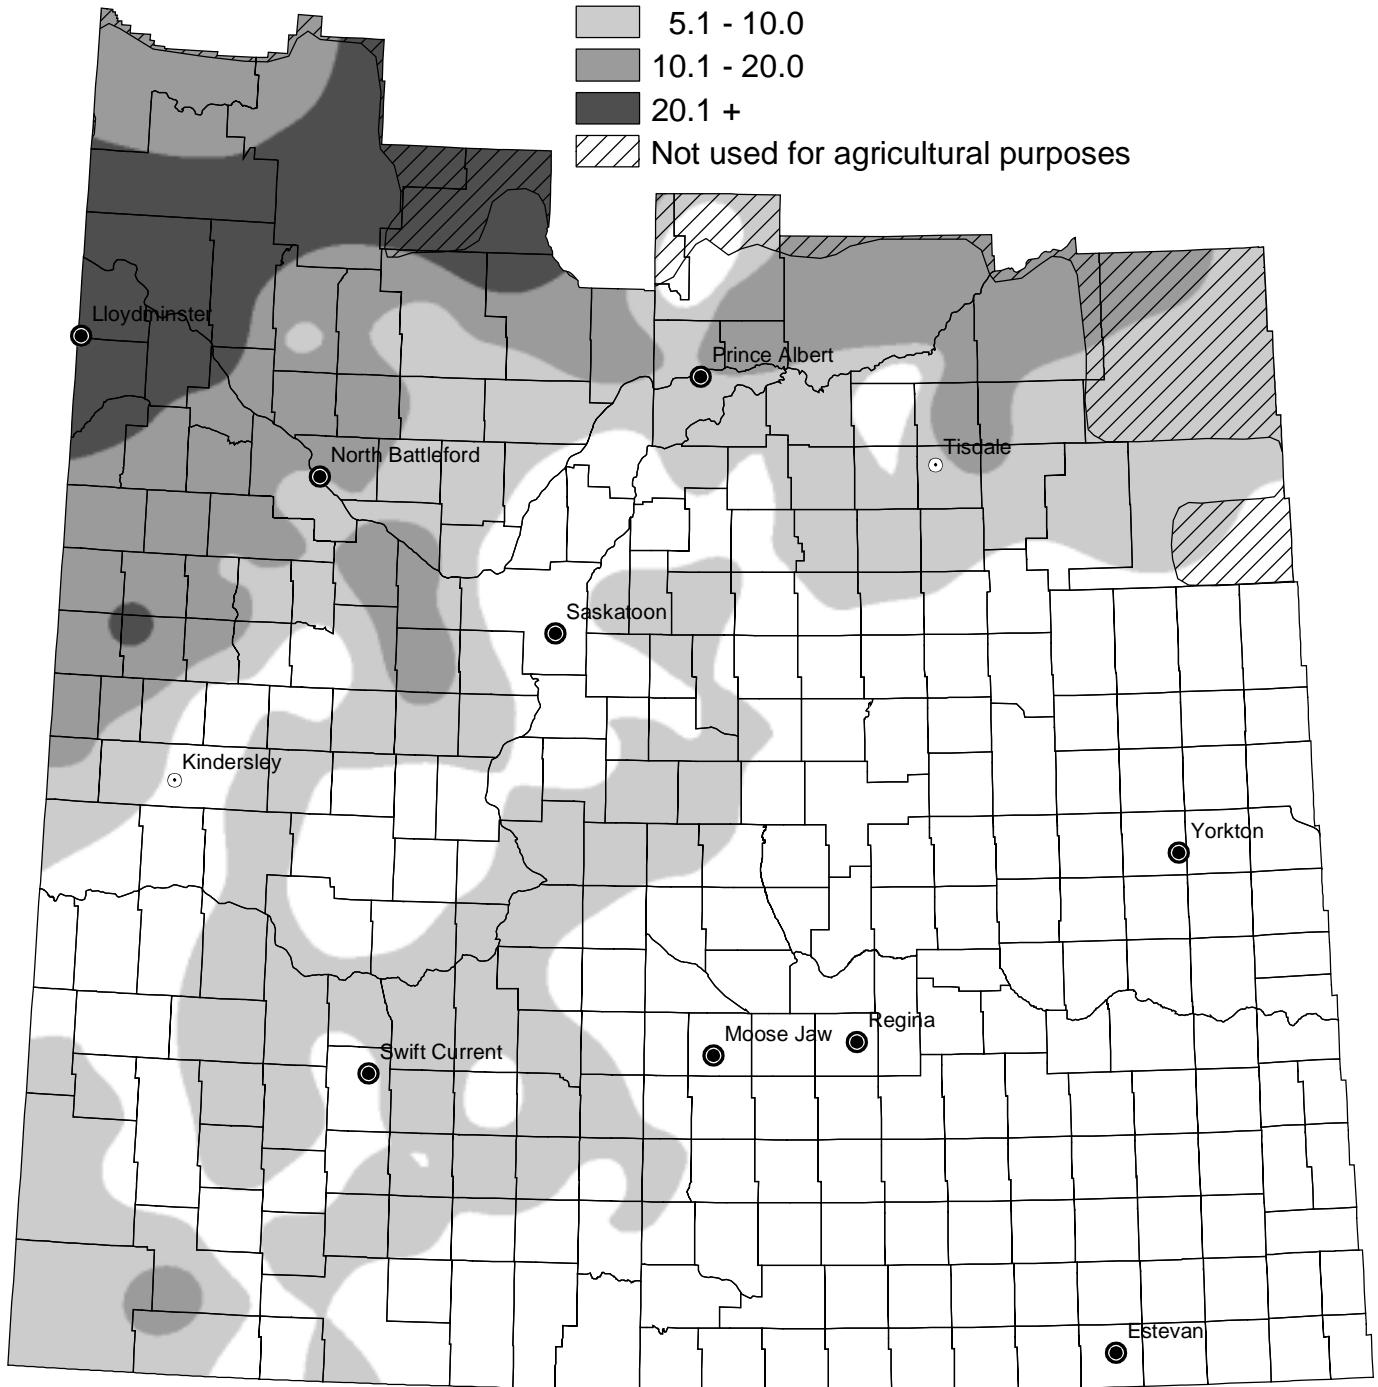 5.1 - 10.0
10.1 - 20.0
20.1 +
Not used for agricultural purposes
Lloydminster
Prince Albert
North Battleford
Tisdale
Saskatoon
Kindersley
Yorkton
Regina
Moose Jaw
Swift Current
Estevan